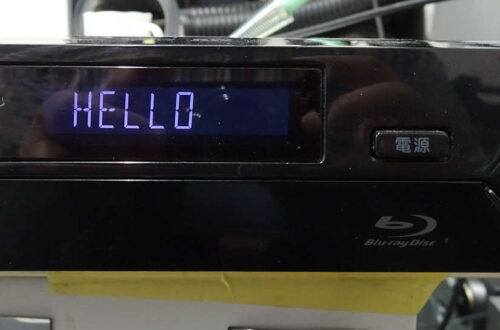 HELLO
電源
Blu-ray Disc